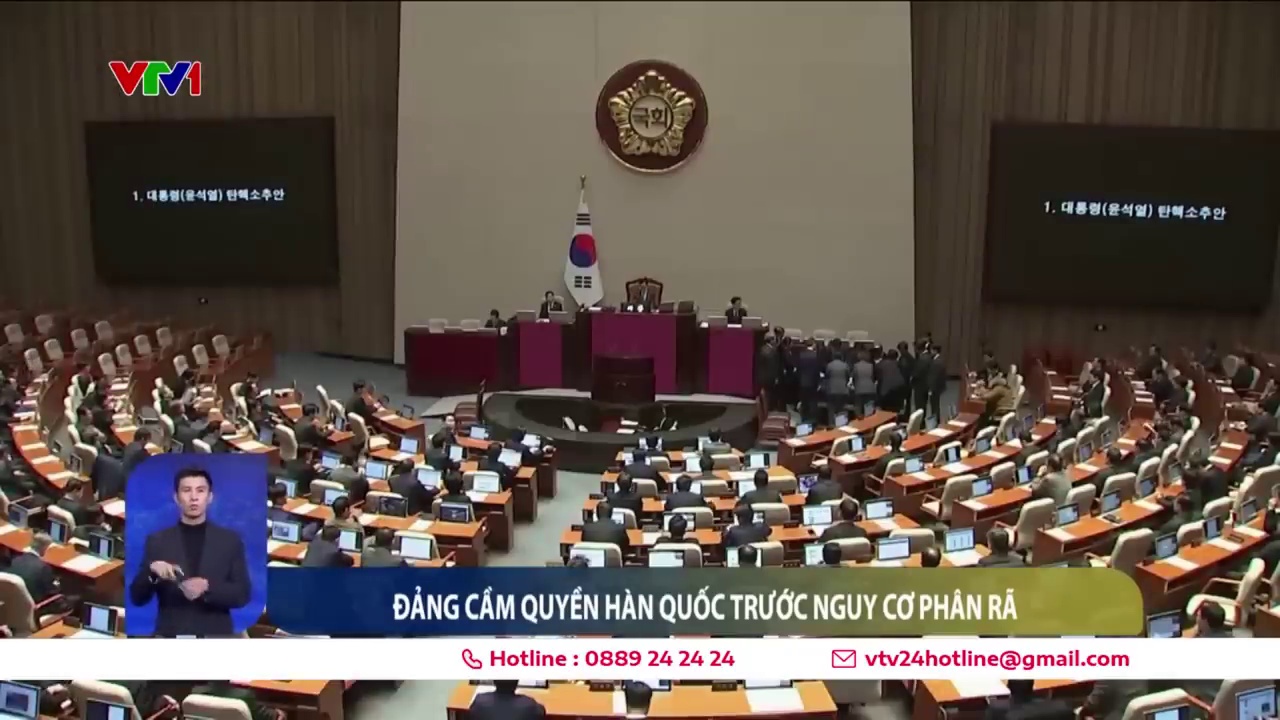 VTV1
국회
1. 대통령(윤석열) 탄핵소추안
1. 대통령(윤석열) 탄핵소추안
ĐẢNG CẦM QUYỀN HÀN QUỐC TRƯỚC NGUY CƠ PHÂN RÃ
Hotline : 0889 24 24 24
vtv24hotline@gmail.com